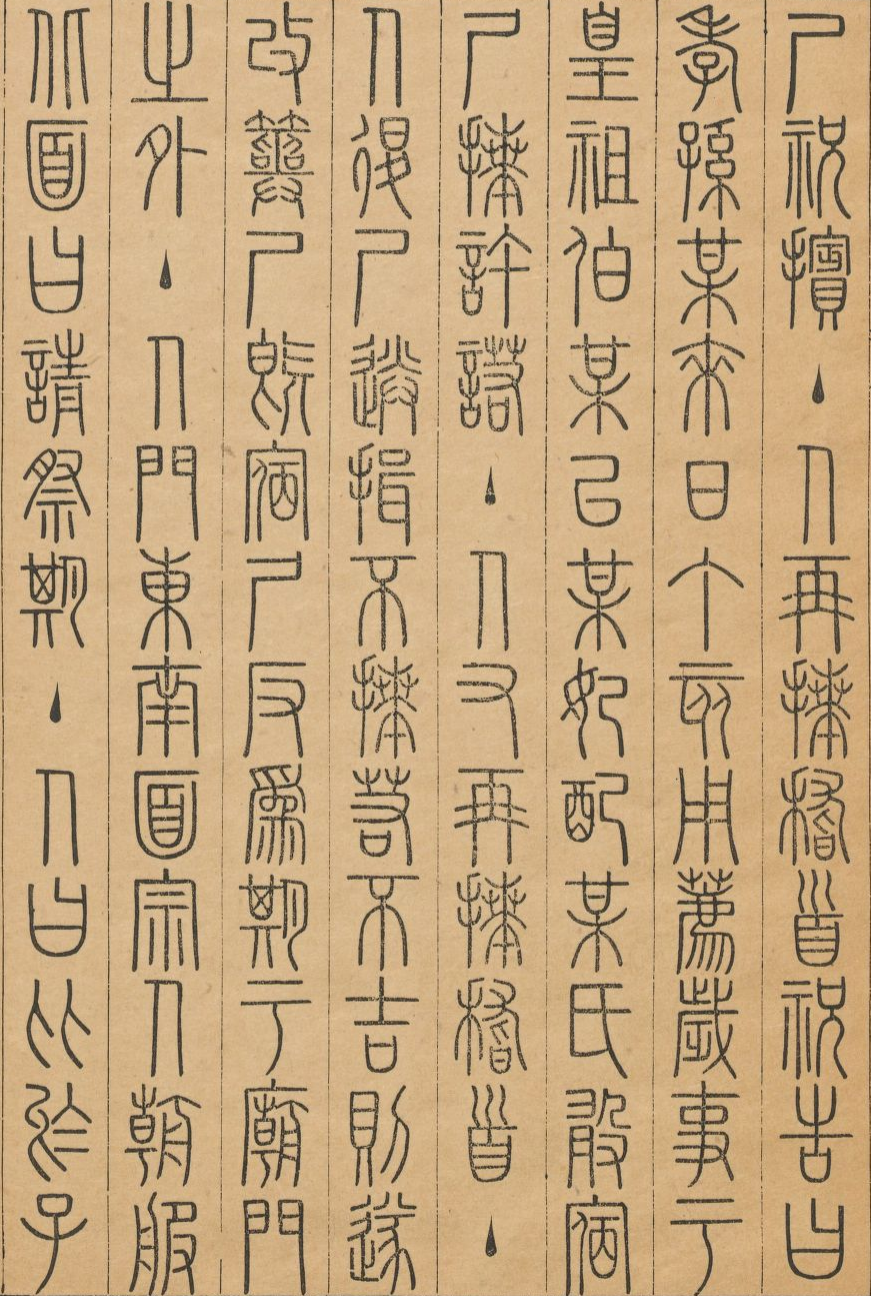 尸祝擯主人再拜稽首祝告曰
孝孫某來日丁亥用薦歲事于
皇祖伯某以某妃配某氏敢宿
尸拜許諾主人又再拜稽首主
人退尸送揖不拜若不吉則遂
改筮尸既宿尸反為期于廟門
之外主人門東南面宗人朝服
北面曰請祭期主人曰比於子